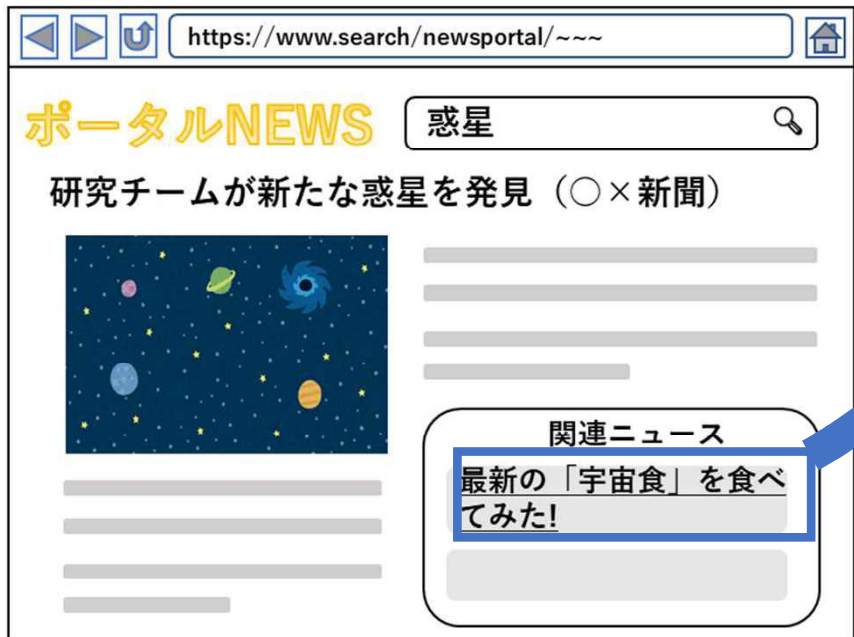 https://www.search/newsportal/~~~
ポータルNEWS
惑星
研究チームが新たな惑星を発見（○×新聞）
関連ニュース
最新の「宇宙食」を食べ
てみた!